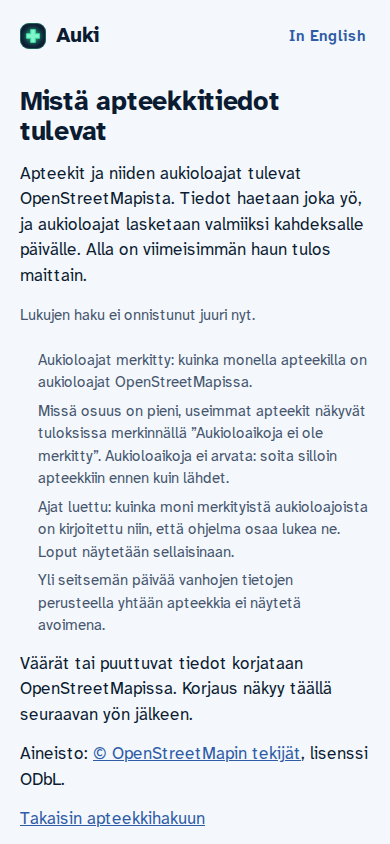 Auki
In English
Mistä apteekkitiedot
tulevat
Apteekit ja niiden aukioloajat tulevat
OpenStreetMapista. Tiedot haetaan joka yö,
ja aukioloajat lasketaan valmiiksi kahdeksalle
päivälle. Alla on viimeisimmän haun tulos
maittain.
Lukujen haku ei onnistunut juuri nyt.
Aukioloajat merkitty: kuinka monella apteekilla on
aukioloajat OpenStreetMapissa.
Missä osuus on pieni, useimmat apteekit näkyvät
tuloksissa merkinnällä ”Aukioloaikoja ei ole
merkitty”. Aukioloaikoja ei arvata: soita silloin
apteekkiin ennen kuin lähdet.
Ajat luettu: kuinka moni merkityistä aukioloajoista
on kirjoitettu niin, että ohjelma osaa lukea ne.
Loput näytetään sellaisinaan.
Yli seitsemän päivää vanhojen tietojen
perusteella yhtään apteekkia ei näytetä
avoimena.
Väärät tai puuttuvat tiedot korjataan
OpenStreetMapissa. Korjaus näkyy täällä
seuraavan yön jälkeen.
Aineisto: © OpenStreetMapin tekijät, lisenssi
ODbL.
Takaisin apteekkihakuun